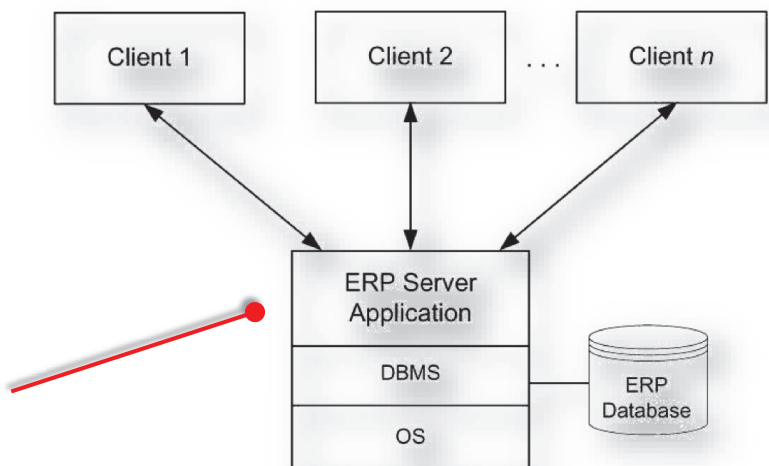 Client 1
Client 2
. . .
Client n
ERP Server
Application
DBMS
OS
ERP
Database